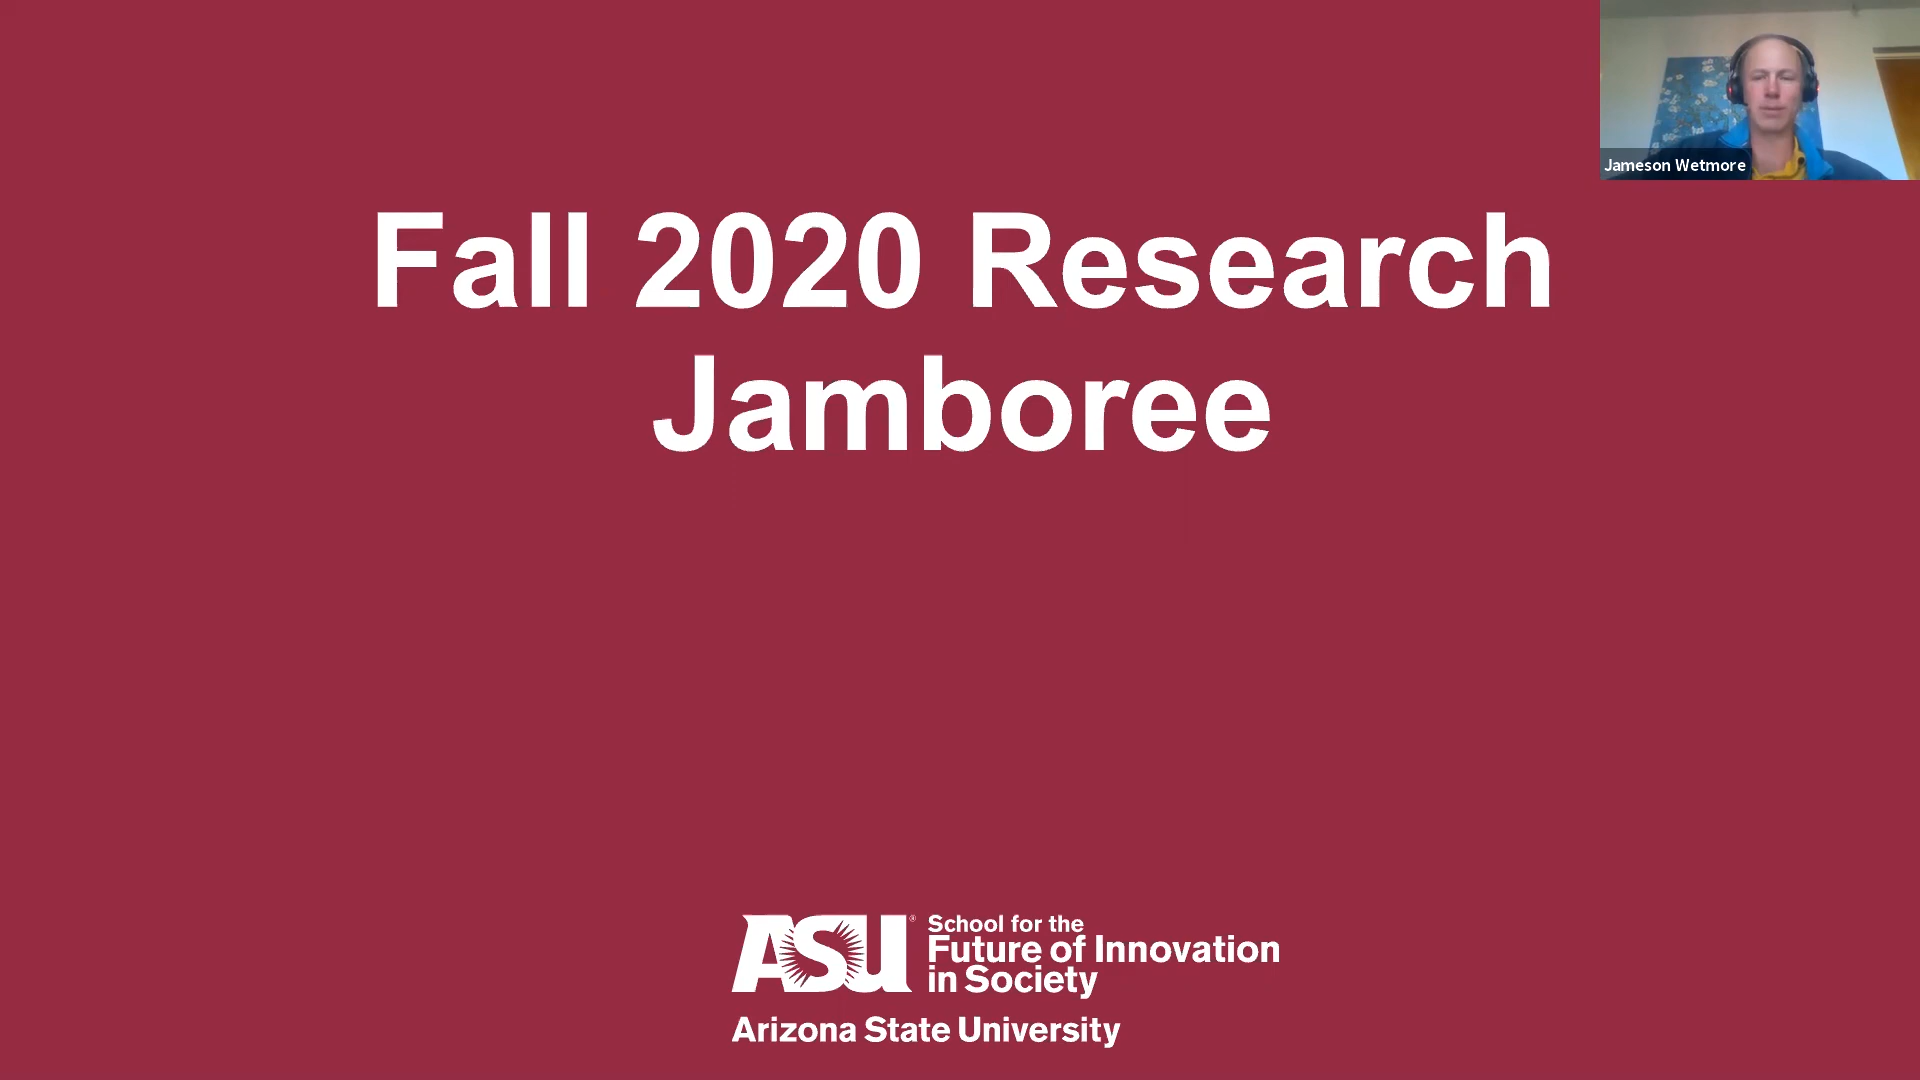 Jameson Wetmore
Fall 2020 Research
Jamboree
ASU®
School for the
Future of Innovation
in Society
Arizona State University